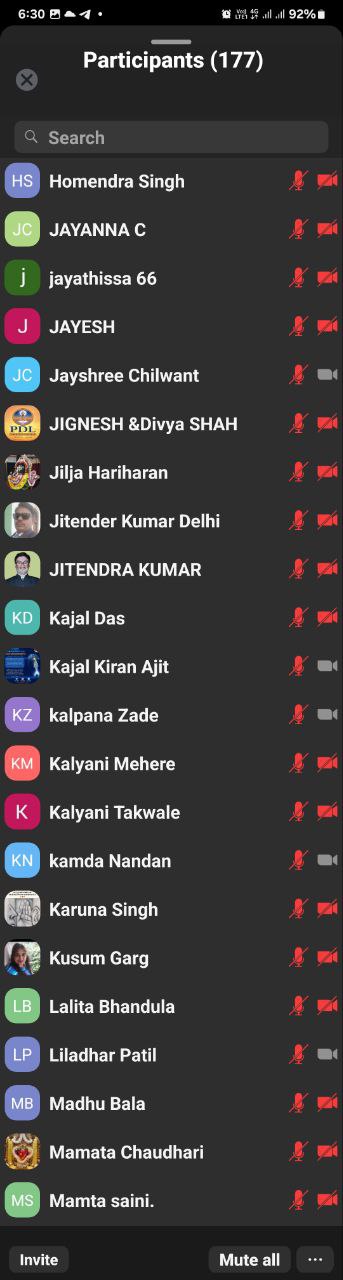 6:30 92%
Participants (177)
Search
HS Homendra Singh
JC JAYANNA C
j jayathissa 66
J JAYESH
JC Jayshree Chilwant
PDL JIGNESH &Divya SHAH
Jilja Hariharan
Jitender Kumar Delhi
JITENDRA KUMAR
KD Kajal Das
Kajal Kiran Ajit
KZ kalpana Zade
KM Kalyani Mehere
K Kalyani Takwale
KN kamda Nandan
Karuna Singh
Kusum Garg
LB Lalita Bhandula
LP Liladhar Patil
MB Madhu Bala
Mamata Chaudhari
MS Mamta saini.
Invite Mute all ...